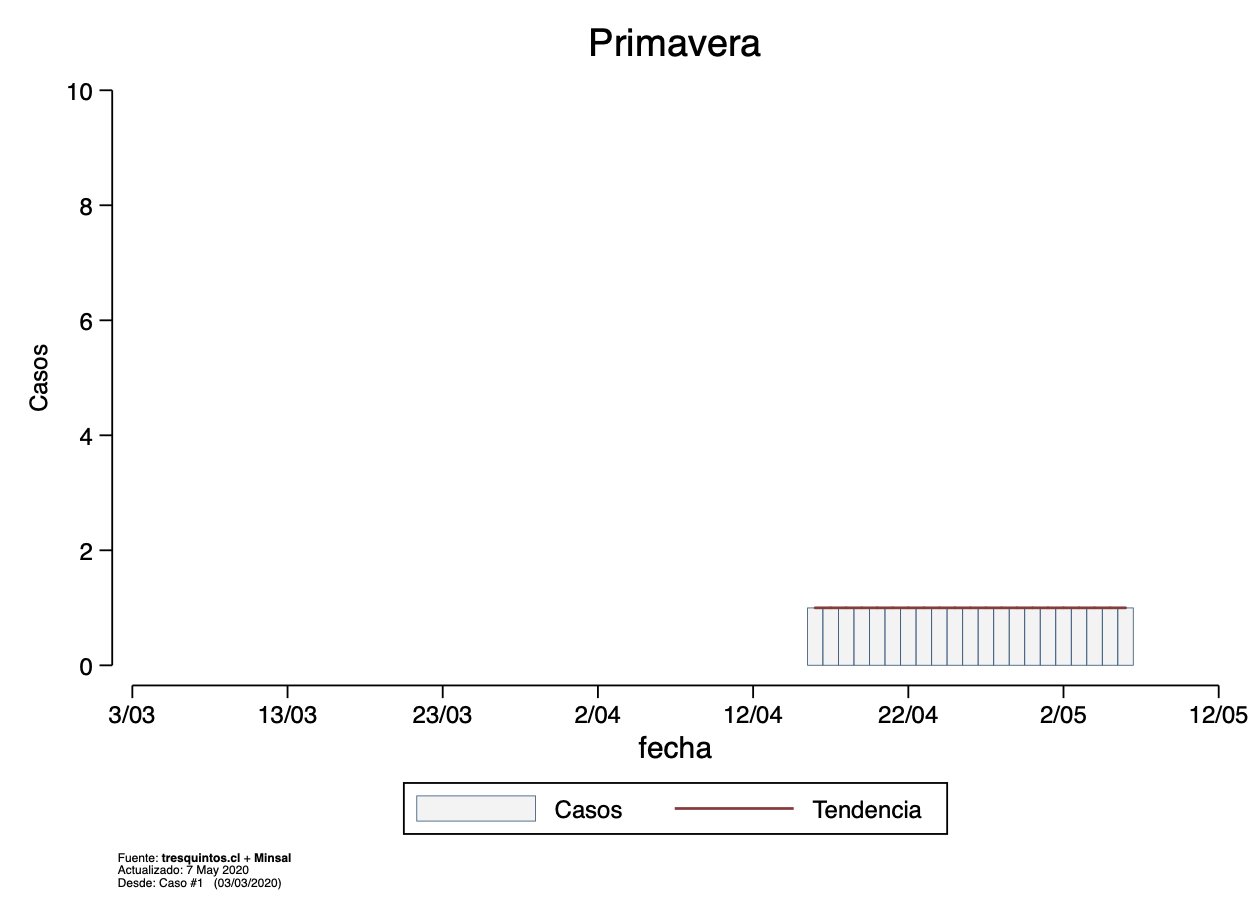 Primavera
10
8
6
4
2
0
Casos
3/03 13/03 23/03 2/04 12/04 22/04 2/05 12/05
fecha
Casos Tendencia
Fuente: tresquintos.cl + Minsal
Actualizado: 7 May 2020
Desde: Caso #1 (03/03/2020)